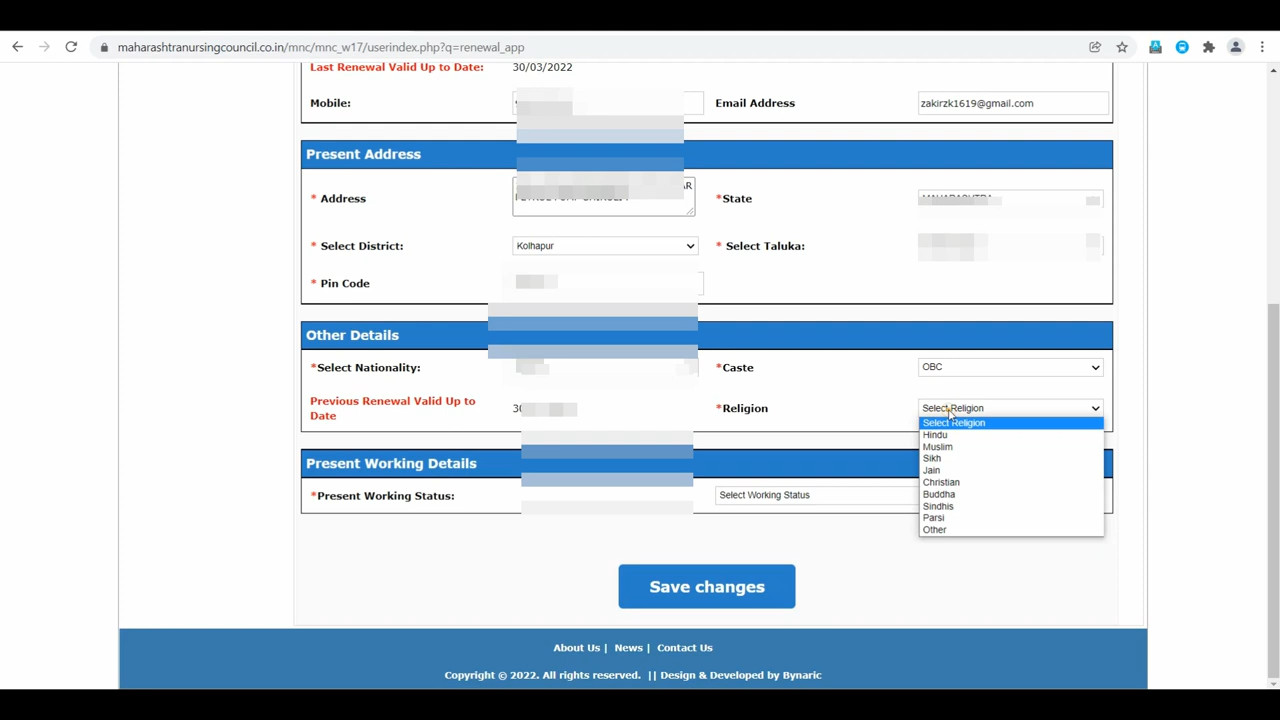 maharashtranursingcouncil.co.in/mnc/mnc_w17/userindex.php?q=renewal_app
Last Renewal Valid Up to Date: 30/03/2022
Mobile: Email Address zakirzk1619@gmail.com
Present Address
* Address *State
* Select District: Kolhapur * Select Taluka:
* Pin Code
Other Details
*Select Nationality: *Caste OBC
Previous Renewal Valid Up to Date *Religion Select Religion
Select Religion
Hindu
Muslim
Sikh
Jain
Christian
Buddha
Sindhis
Parsi
Other
Present Working Details
*Present Working Status: Select Working Status
Save changes
About Us | News | Contact Us
Copyright © 2022. All rights reserved. || Design & Developed by Bynaric